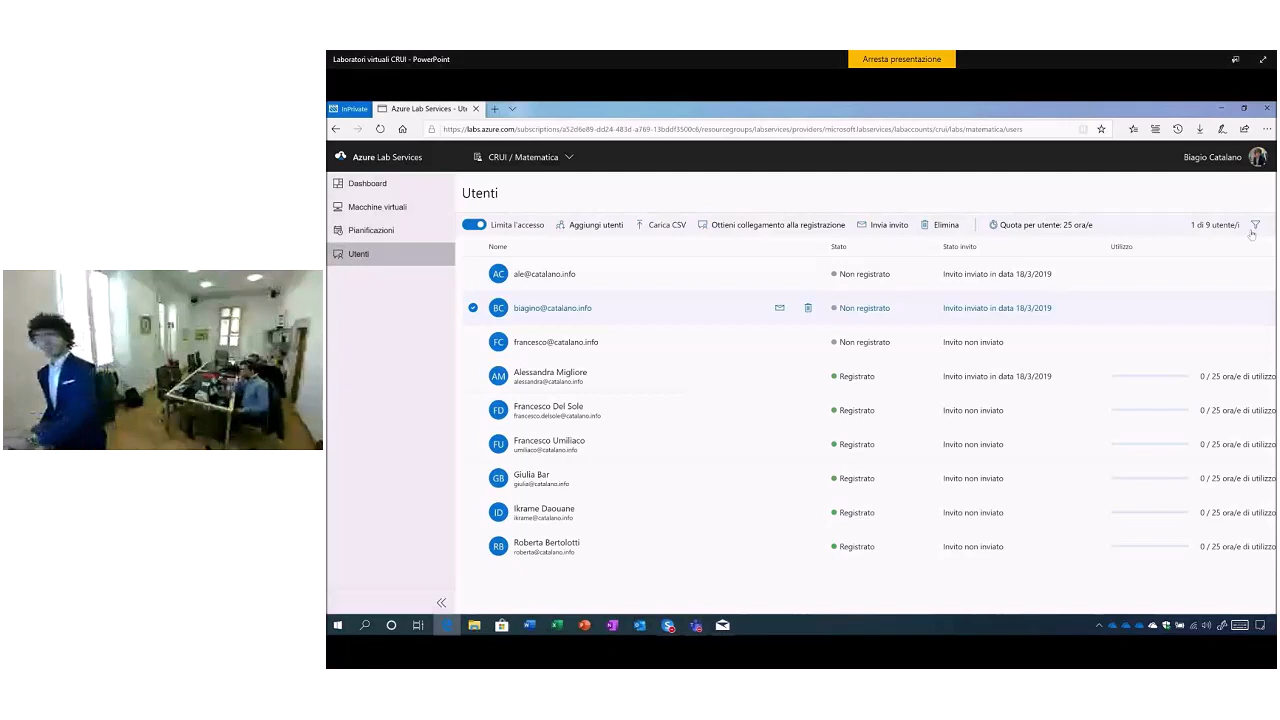 Laboratori virtuali CRUI - PowerPoint
Arresta presentazione
InPrivate
Azure Lab Services - Ute
https://labs.azure.com/subscriptions/a52d6e89-dd24-483d-a769-13bddf3500c6/resourcegroups/labservices/providers/microsoft.labservices/labaccounts/crui/labs/matematica/users
Azure Lab Services
CRUI / Matematica
Biagio Catalano
Dashboard
Macchine virtuali
Pianificazioni
Utenti
Utenti
Limita l'accesso Aggiungi utenti Carica CSV Ottieni collegamento alla registrazione Invia invito Elimina Quota per utente: 25 ora/e 1 di 9 utente/i
Nome Stato Stato invito Utilizzo
AC ale@catalano.info Non registrato Invito inviato in data 18/3/2019
BC biagino@catalano.info Non registrato Invito inviato in data 18/3/2019
FC francesco@catalano.info Non registrato Invito non inviato
AM Alessandra Migliore Registrato Invito inviato in data 18/3/2019 0 / 25 ora/e di utilizzo
alessandra@catalano.info
FD Francesco Del Sole Registrato Invito non inviato 0 / 25 ora/e di utilizzo
francesco.delsole@catalano.info
FU Francesco Umiliaco Registrato Invito non inviato 0 / 25 ora/e di utilizzo
umiliaco@catalano.info
GB Giulia Bar Registrato Invito non inviato 0 / 25 ora/e di utilizzo
giulia@catalano.info
ID Ikrame Daouane Registrato Invito non inviato 0 / 25 ora/e di utilizzo
ikrame@catalano.info
RB Roberta Bertolotti Registrato Invito non inviato 0 / 25 ora/e di utilizzo
roberta@catalano.info